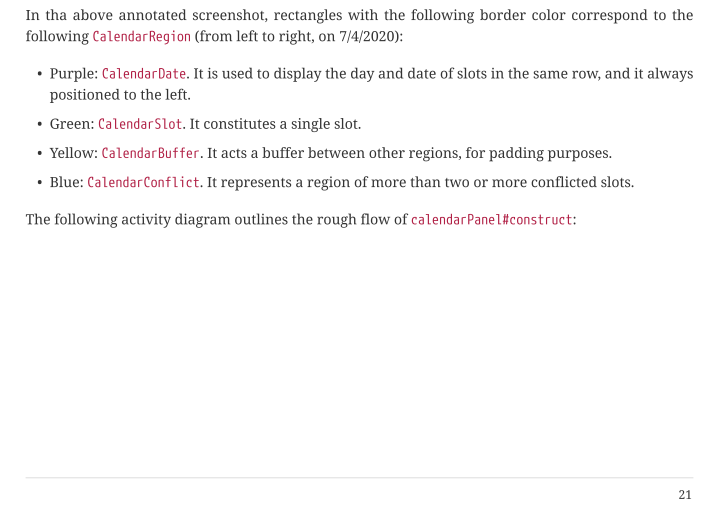 In tha above annotated screenshot, rectangles with the following border color correspond to the
following CalendarRegion (from left to right, on 7/4/2020):
• Purple: CalendarDate. It is used to display the day and date of slots in the same row, and it always
positioned to the left.
• Green: CalendarSlot. It constitutes a single slot.
• Yellow: CalendarBuffer. It acts a buffer between other regions, for padding purposes.
• Blue: CalendarConflict. It represents a region of more than two or more conflicted slots.
The following activity diagram outlines the rough flow of calendarPanel#construct:
21